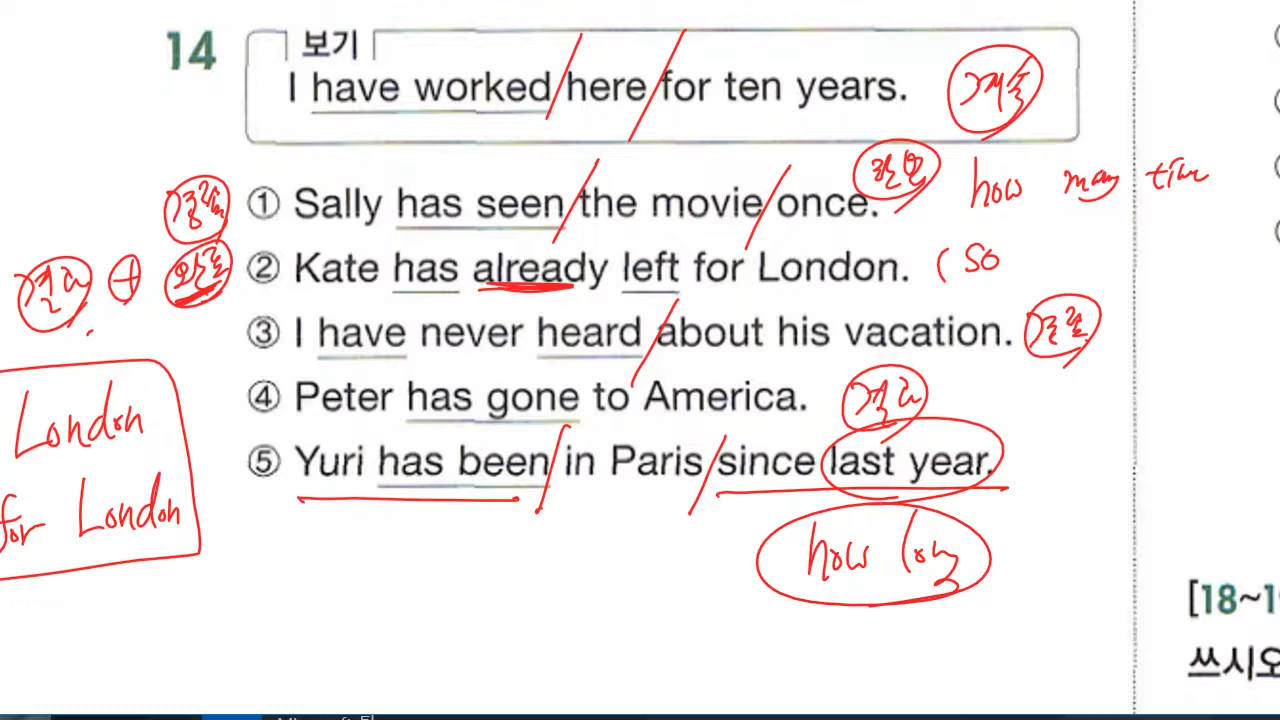 14
보기
I have worked here for ten years.
계속
경험
① Sally has seen the movie once.
한 번
how many time
결과 + 완료
② Kate has already left for London.
( so
③ I have never heard about his vacation.
경험
④ Peter has gone to America.
결과
⑤ Yuri has been in Paris since last year.
how long
London
for London
[18~1
쓰시오